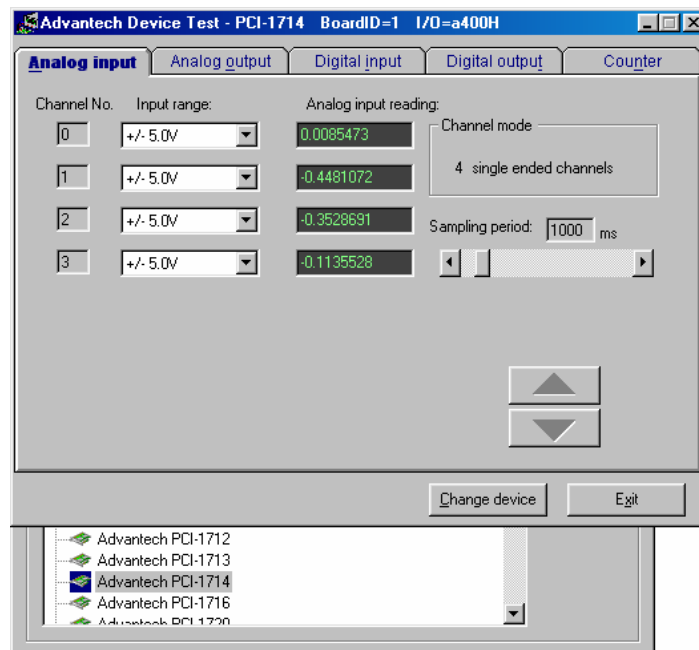 Advantech Device Test - PCI-1714 BoardID=1 I/O=a400H
Analog input Analog output Digital input Digital output Counter
Channel No. Input range: Analog input reading:
0 +/- 5.0V 0.0085473
1 +/- 5.0V -0.4481072
2 +/- 5.0V -0.3528691
3 +/- 5.0V -0.1135528
Channel mode
4 single ended channels
Sampling period: 1000 ms
Change device Exit
Advantech PCI-1712
Advantech PCI-1713
Advantech PCI-1714
Advantech PCI-1716
Advantech PCI-1720